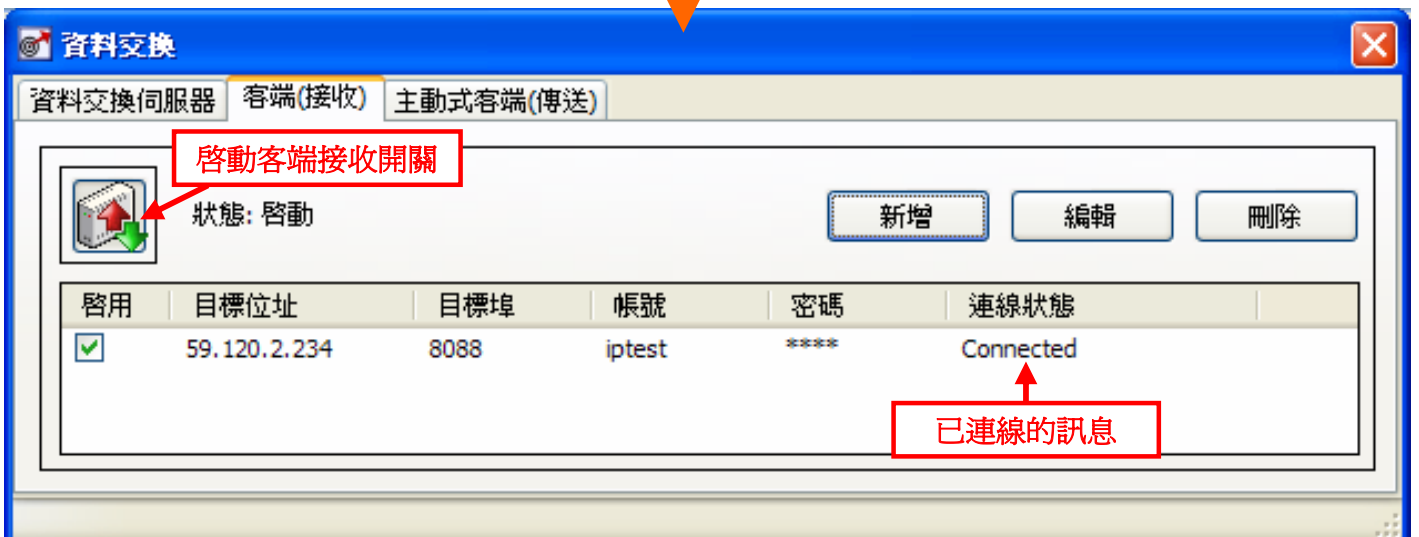 資料交換
資料交換伺服器 客端(接收) 主動式客端(傳送)
啓動客端接收開關
狀態: 啓動
新增 編輯 刪除
啓用 目標位址 目標埠 帳號 密碼 連線狀態
59.120.2.234 8088 iptest **** Connected
已連線的訊息